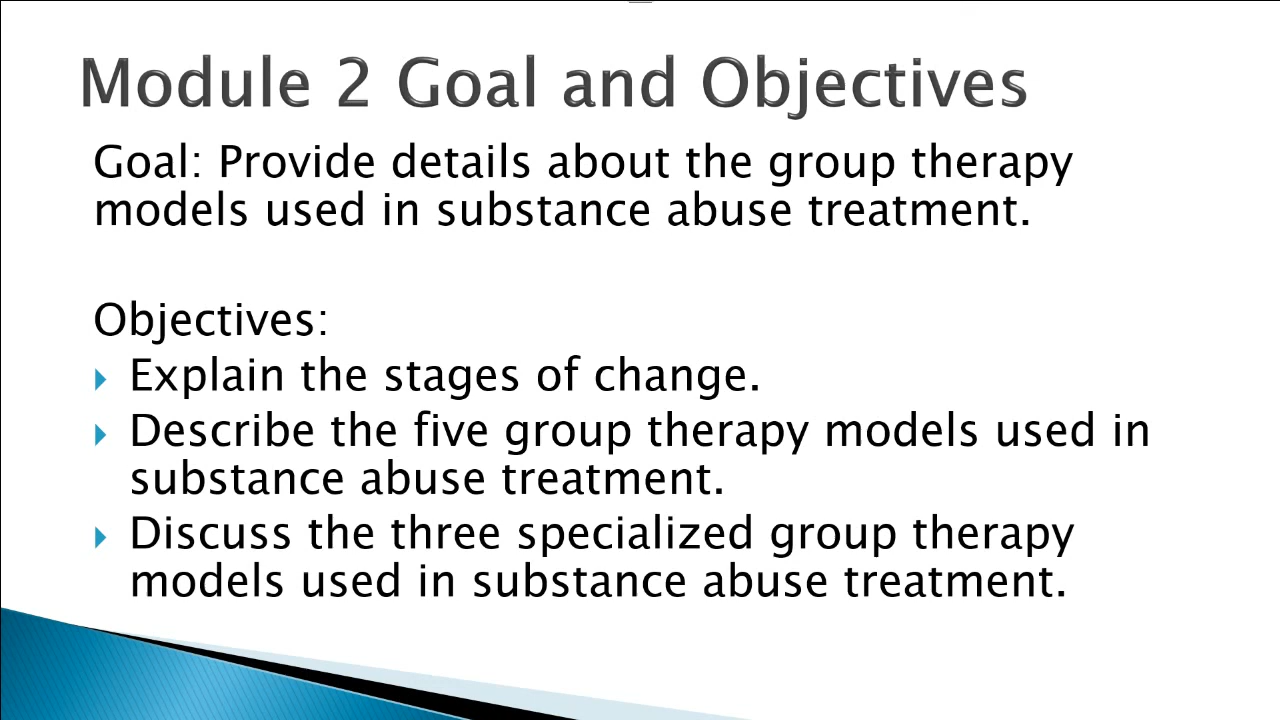 Module 2 Goal and Objectives
Goal: Provide details about the group therapy
models used in substance abuse treatment.
Objectives:
Explain the stages of change.
Describe the five group therapy models used in
substance abuse treatment.
Discuss the three specialized group therapy
models used in substance abuse treatment.